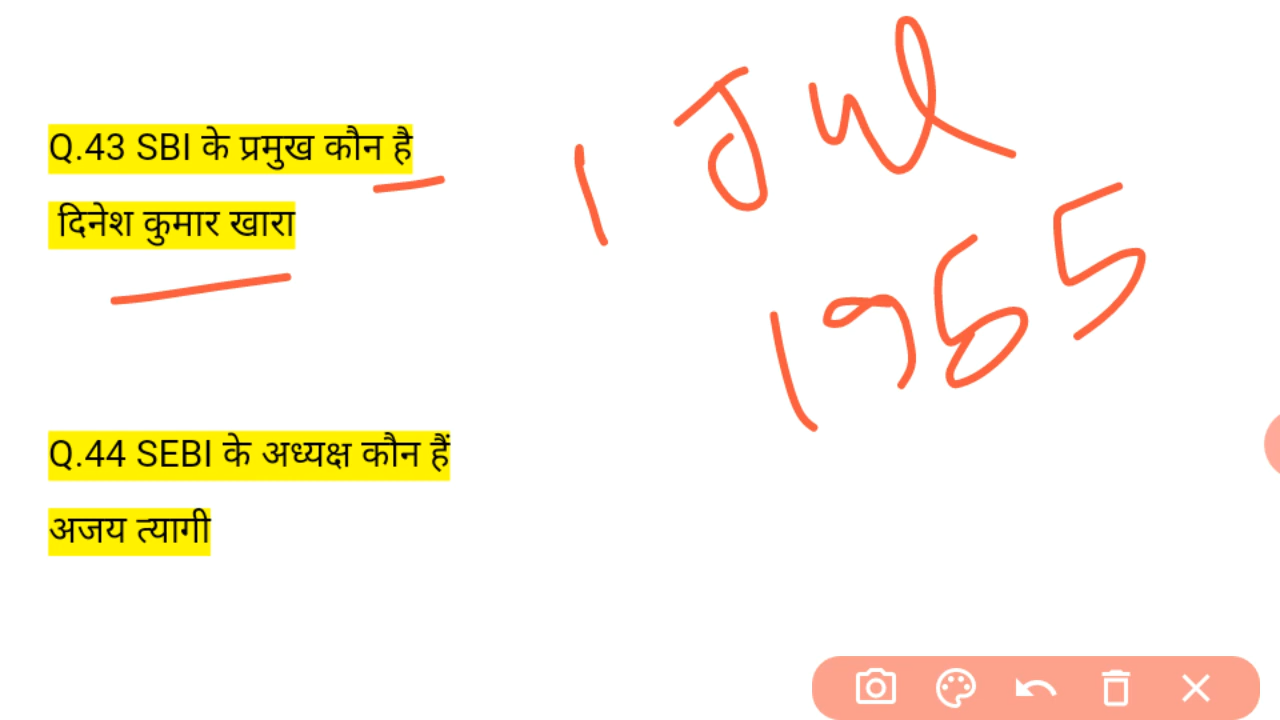 Q.43 SBI के प्रमुख कौन है
दिनेश कुमार खारा
1 Jul
1955
Q.44 SEBI के अध्यक्ष कौन हैं
अजय त्यागी